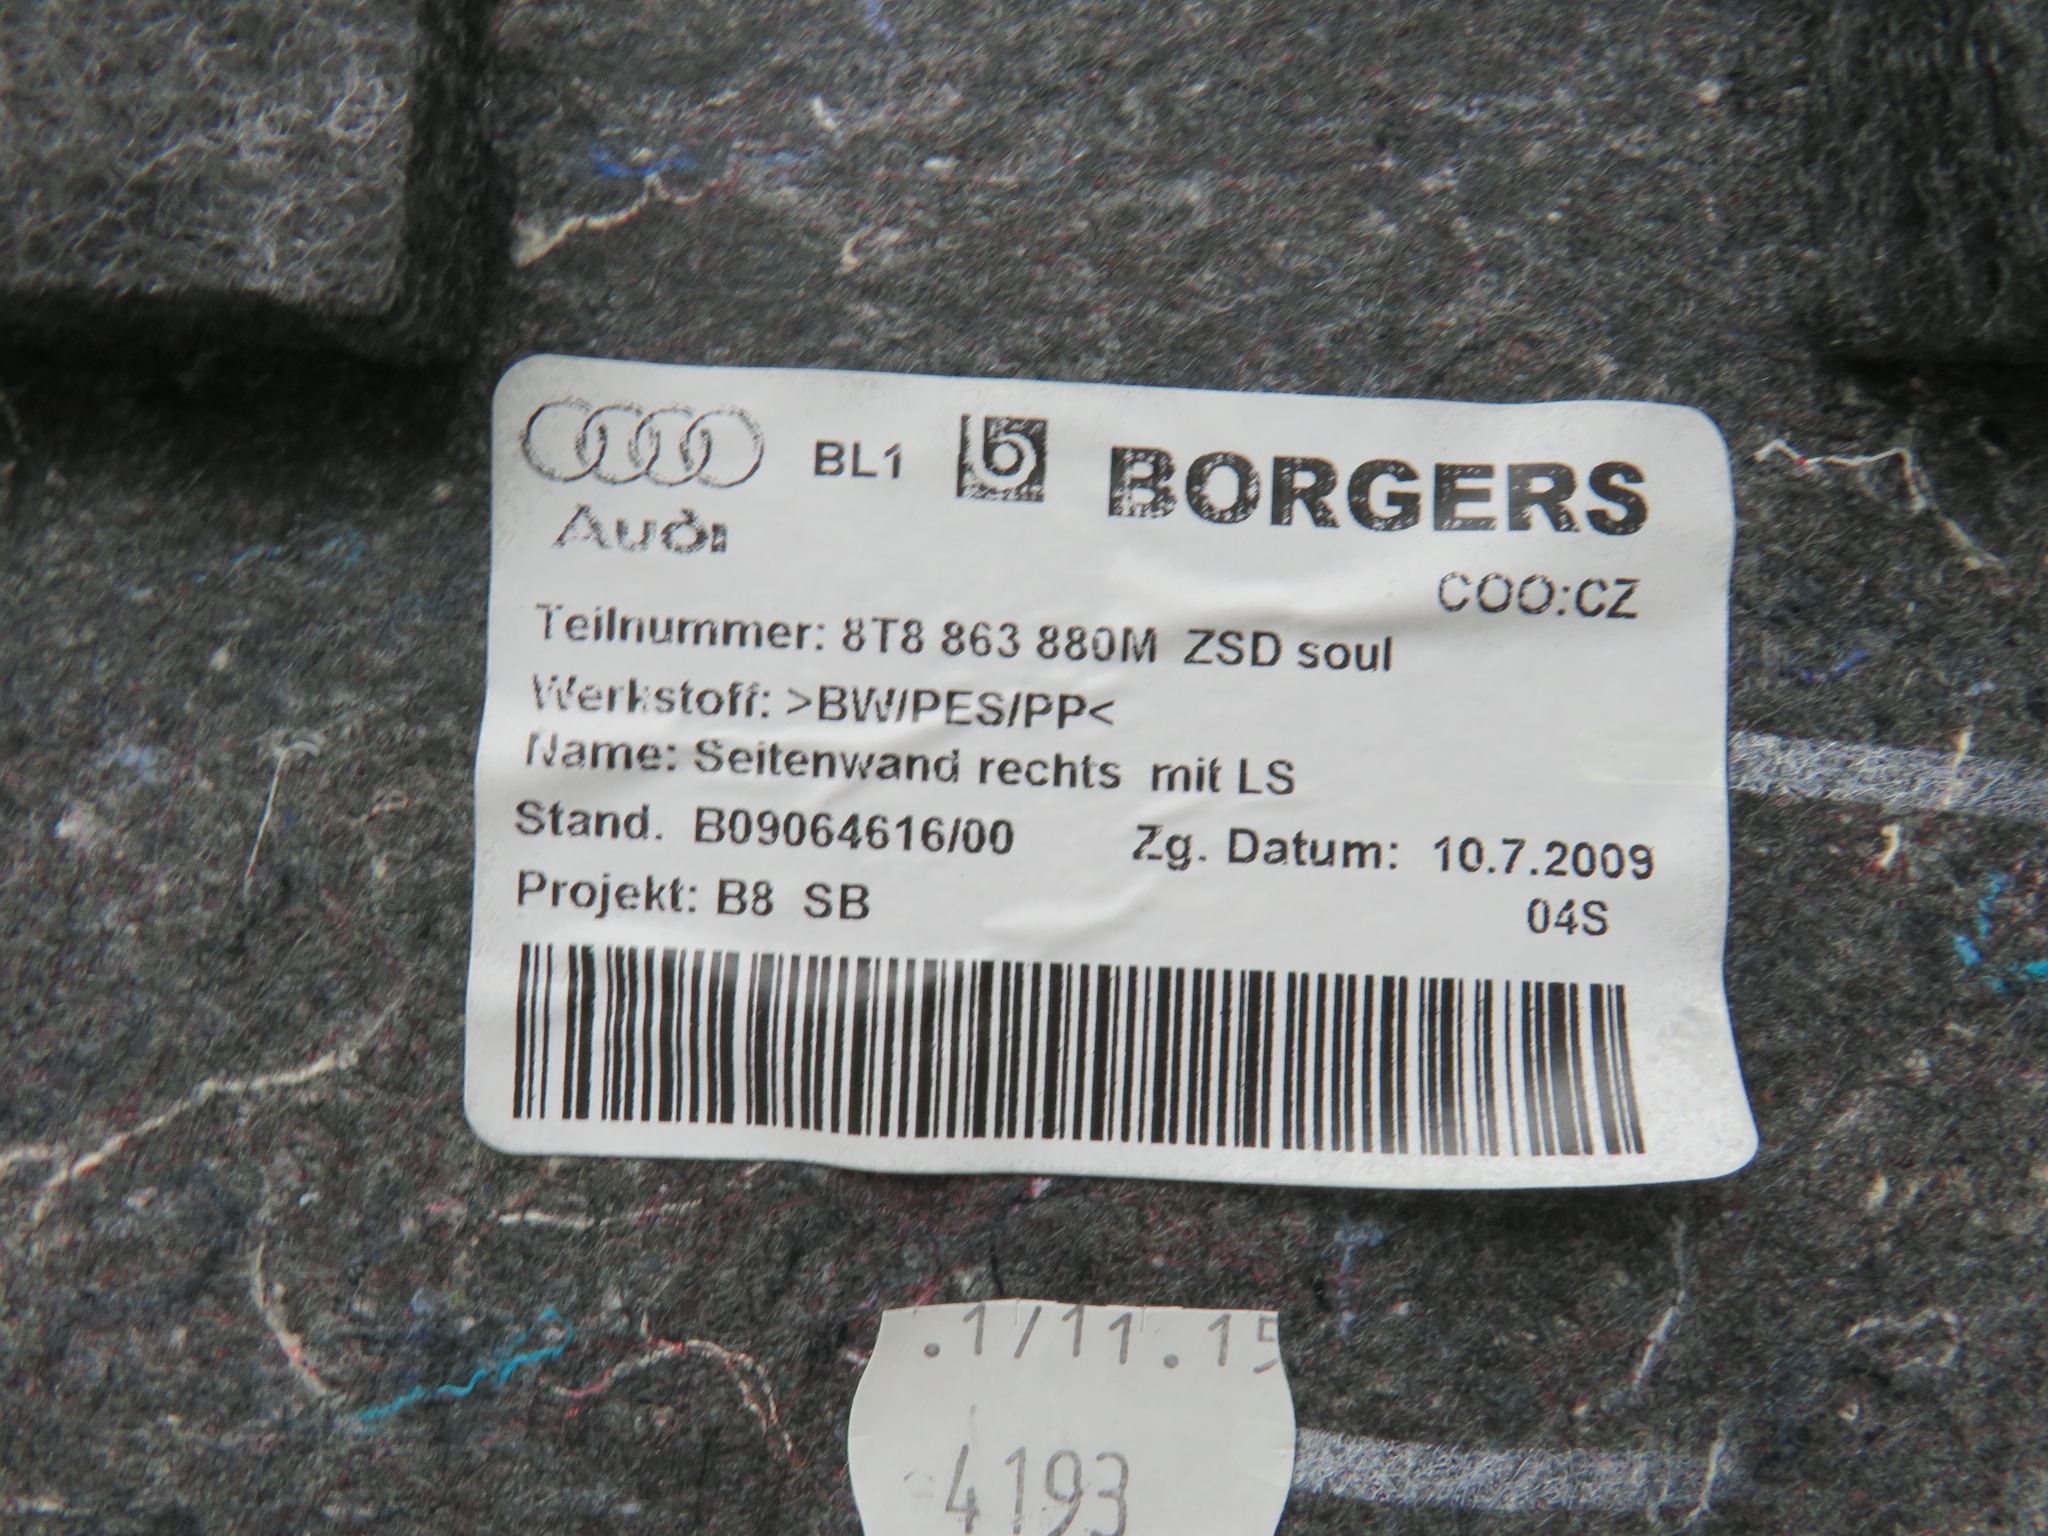 Audi
BL1
BORGERS
COO:CZ
Teilnummer: 8T8 863 880M ZSD soul
Werkstoff: >BW/PES/PP<
Name: Seitenwand rechts mit LS
Stand. B09064616/00 Zg. Datum: 10.7.2009
Projekt: B8 SB 04S
.1/11.15
4193